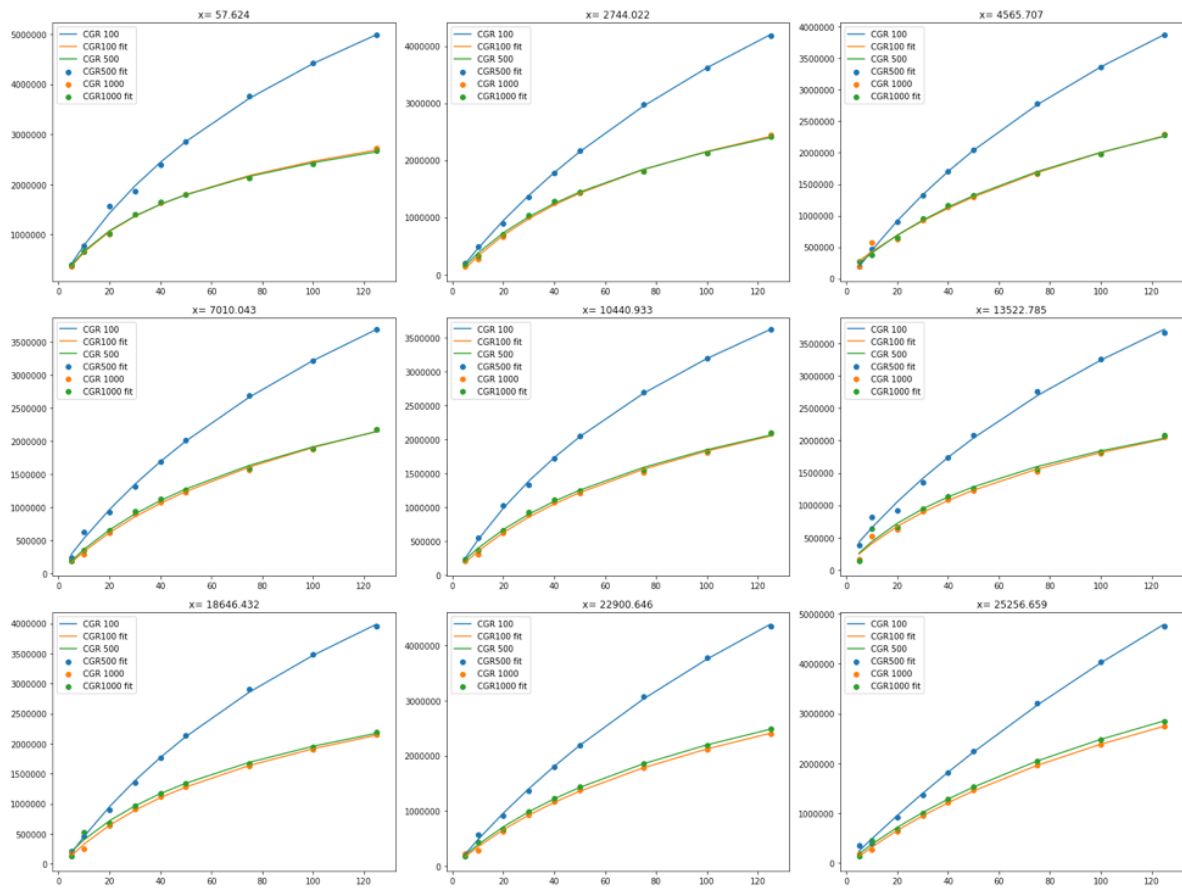 x= 57.624
5000000
4000000
3000000
2000000
1000000
CGR 100
CGR100 fit
CGR 500
CGR500 fit
CGR 1000
CGR1000 fit
0 20 40 60 80 100 120
x= 2744.022
4000000
3000000
2000000
1000000
0
CGR 100
CGR100 fit
CGR 500
CGR500 fit
CGR 1000
CGR1000 fit
0 20 40 60 80 100 120
x= 4565.707
4000000
3500000
3000000
2500000
2000000
1500000
1000000
500000
0
CGR 100
CGR100 fit
CGR 500
CGR500 fit
CGR 1000
CGR1000 fit
0 20 40 60 80 100 120
x= 7010.043
3500000
3000000
2500000
2000000
1500000
1000000
500000
0
CGR 100
CGR100 fit
CGR 500
CGR500 fit
CGR 1000
CGR1000 fit
0 20 40 60 80 100 120
x= 10440.933
3500000
3000000
2500000
2000000
1500000
1000000
500000
0
CGR 100
CGR100 fit
CGR 500
CGR500 fit
CGR 1000
CGR1000 fit
0 20 40 60 80 100 120
x= 13522.785
3500000
3000000
2500000
2000000
1500000
1000000
500000
0
CGR 100
CGR100 fit
CGR 500
CGR500 fit
CGR 1000
CGR1000 fit
0 20 40 60 80 100 120
x= 18646.432
4000000
3500000
3000000
2500000
2000000
1500000
1000000
500000
0
CGR 100
CGR100 fit
CGR 500
CGR500 fit
CGR 1000
CGR1000 fit
0 20 40 60 80 100 120
x= 22900.646
4000000
3000000
2000000
1000000
0
CGR 100
CGR100 fit
CGR 500
CGR500 fit
CGR 1000
CGR1000 fit
0 20 40 60 80 100 120
x= 25256.659
5000000
4000000
3000000
2000000
1000000
0
CGR 100
CGR100 fit
CGR 500
CGR500 fit
CGR 1000
CGR1000 fit
0 20 40 60 80 100 120